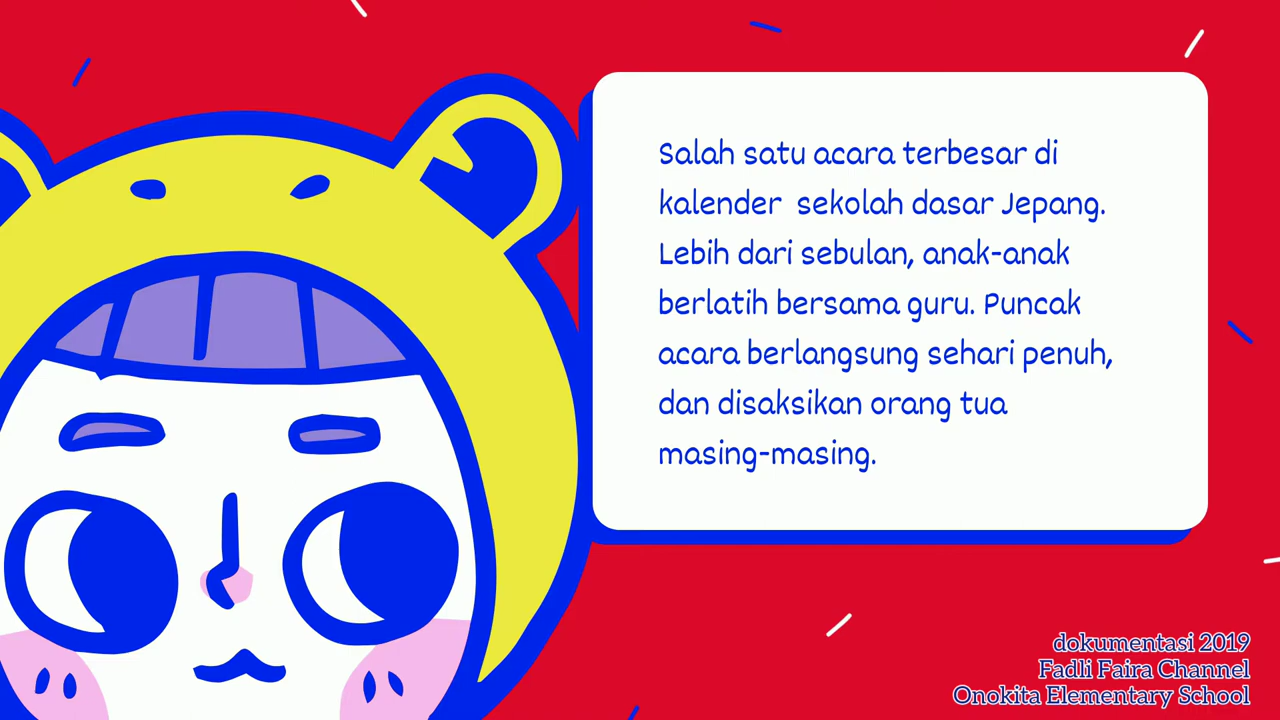 Salah satu acara terbesar di
kalender sekolah dasar Jepang.
Lebih dari sebulan, anak-anak
berlatih bersama guru. Puncak
acara berlangsung sehari penuh,
dan disaksikan orang tua
masing-masing.
dokumentasi 2019
Fadli Faira Channel
Onokita Elementary School